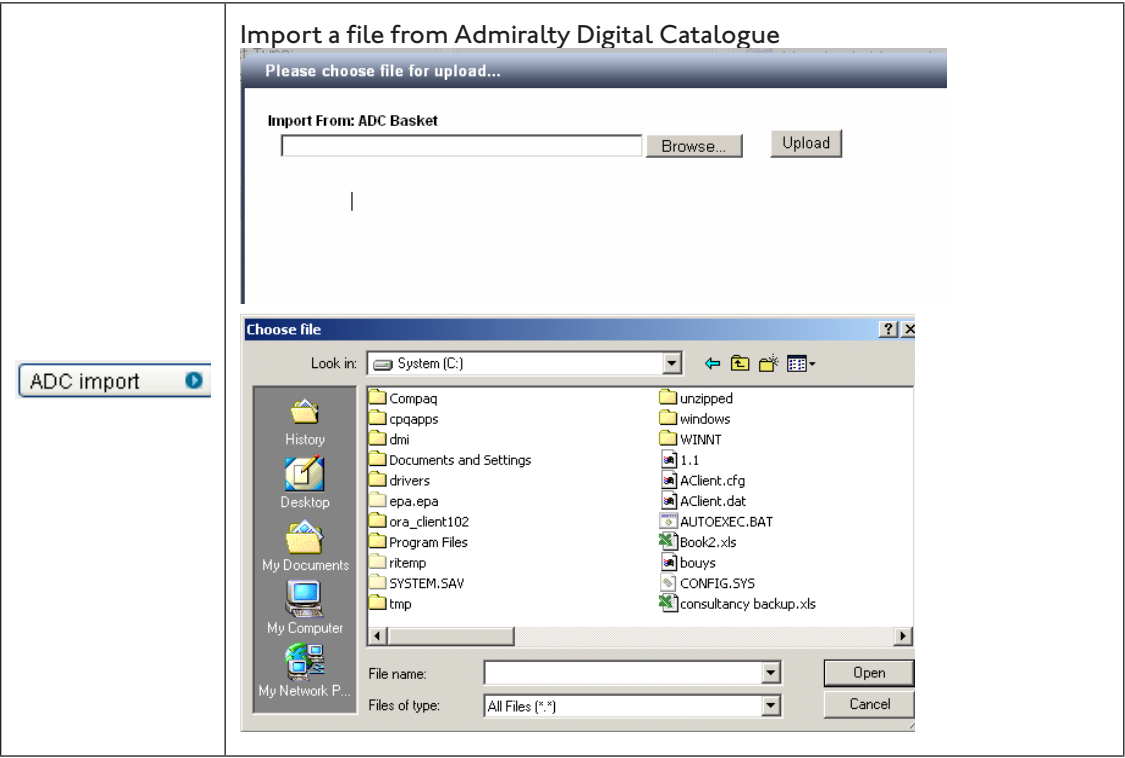 ADC import
Import a file from Admiralty Digital Catalogue
Please choose file for upload...
Import From: ADC Basket
Browse...
Upload
Choose file
Look in:
System (C:)
History
Desktop
My Documents
My Computer
My Network P...
Compaq
cpqapps
dmi
Documents and Settings
drivers
epa.epa
ora_client102
Program Files
ritemp
SYSTEM.SAV
tmp
unzipped
windows
WINNT
1.1
AClient.cfg
AClient.dat
AUTOEXEC.BAT
Book2.xls
bouys
CONFIG.SYS
consultancy backup.xls
File name:
Open
Files of type:
All Files (*.*)
Cancel